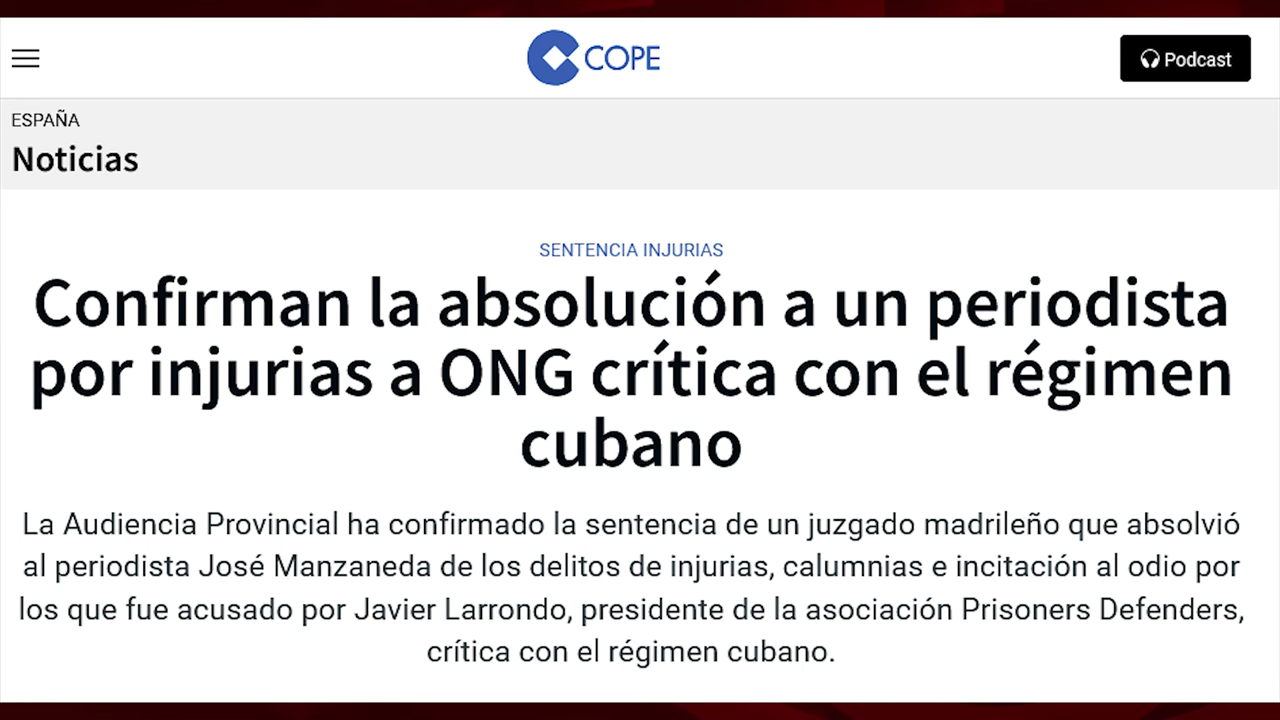 COPE
Podcast
ESPAÑA
Noticias
SENTENCIA INJURIAS
Confirman la absolución a un periodista
por injurias a ONG crítica con el régimen
cubano
La Audiencia Provincial ha confirmado la sentencia de un juzgado madrileño que absolvió
al periodista José Manzaneda de los delitos de injurias, calumnias e incitación al odio por
los que fue acusado por Javier Larrondo, presidente de la asociación Prisoners Defenders,
crítica con el régimen cubano.